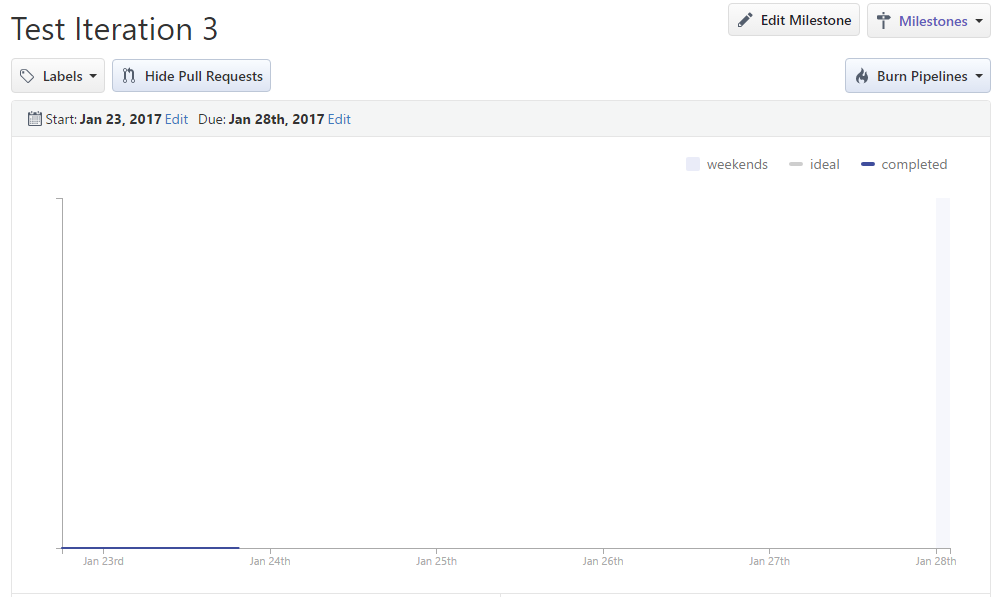 Test Iteration 3
Edit Milestone
Milestones
Labels
Hide Pull Requests
Burn Pipelines
Start: Jan 23, 2017 Edit Due: Jan 28th, 2017 Edit
weekends ideal completed
Jan 23rd Jan 24th Jan 25th Jan 26th Jan 27th Jan 28th